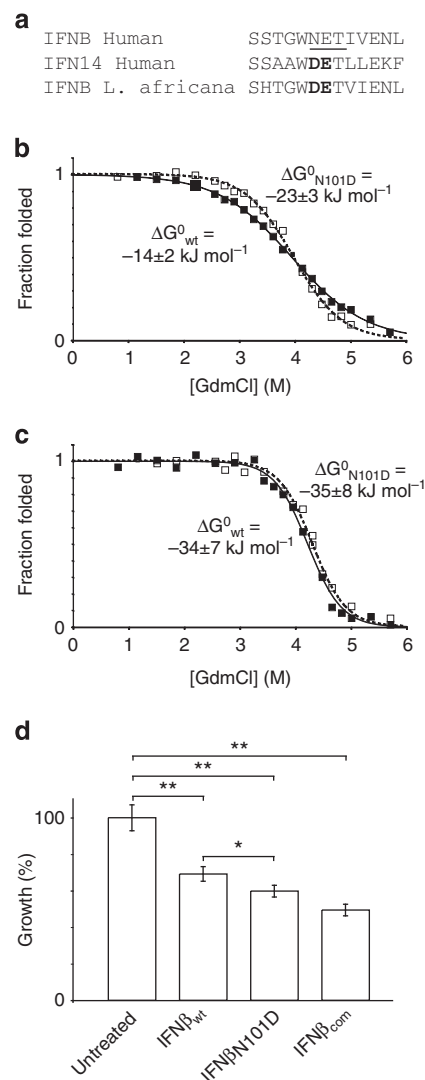 a
IFNB Human SSTGWNETIVENL
IFN14 Human SSAAWDETLLEKF
IFNB L. africana SHTGWDETVIENL
b
1
Fraction folded
0
ΔG⁰N101D =
−23±3 kJ mol⁻¹
ΔG⁰wt =
−14±2 kJ mol⁻¹
0 1 2 3 4 5 6
[GdmCl] (M)
c
1
Fraction folded
0
ΔG⁰N101D =
−35±8 kJ mol⁻¹
ΔG⁰wt =
−34±7 kJ mol⁻¹
0 1 2 3 4 5 6
[GdmCl] (M)
d
**
**
**
*
100
Growth (%)
0
Untreated
IFNβwt
IFNβN101D
IFNβcom